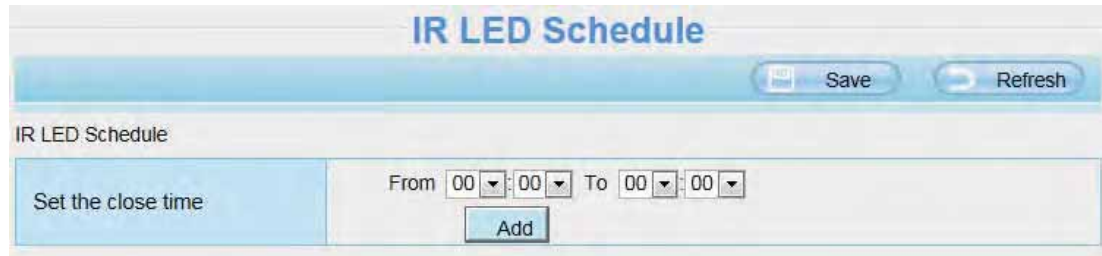 IR LED Schedule
Save Refresh
IR LED Schedule
Set the close time From 00 : 00 To 00 : 00
Add